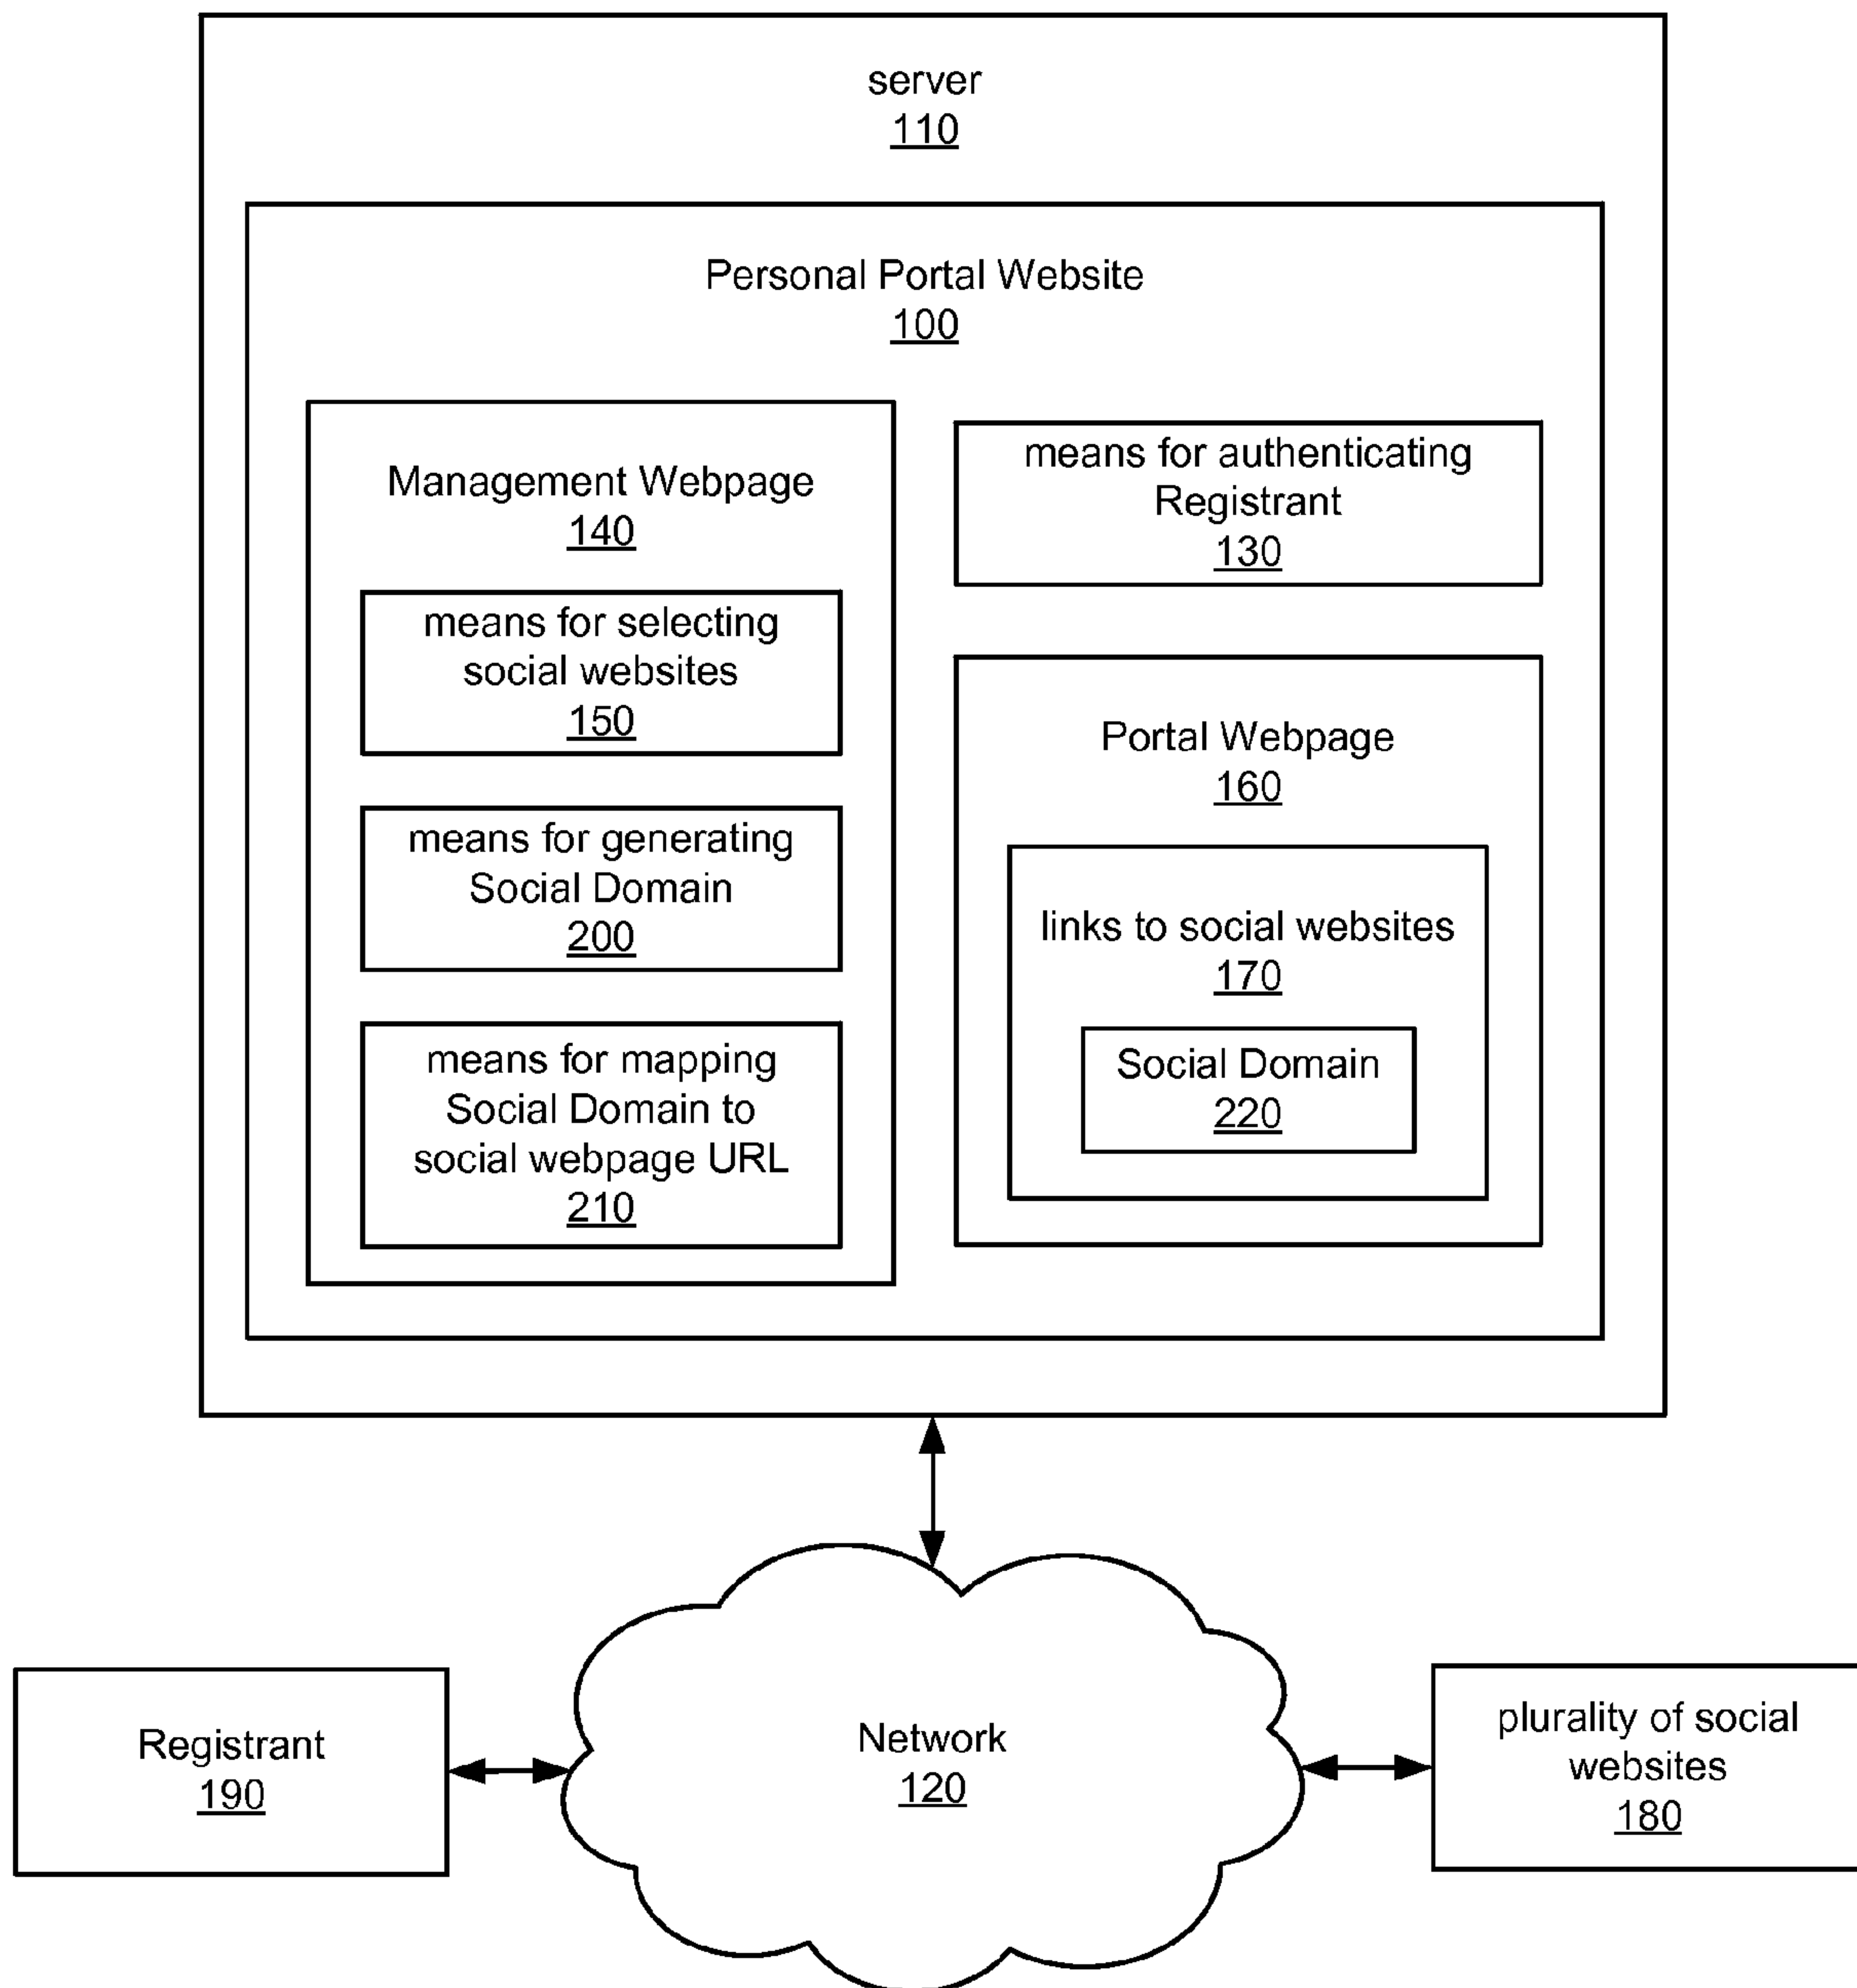 server
110
Personal Portal Website
100
Management Webpage
140
means for selecting
social websites
150
means for generating
Social Domain
200
means for mapping
Social Domain to
social webpage URL
210
means for authenticating
Registrant
130
Portal Webpage
160
links to social websites
170
Social Domain
220
Registrant
190
Network
120
plurality of social
websites
180